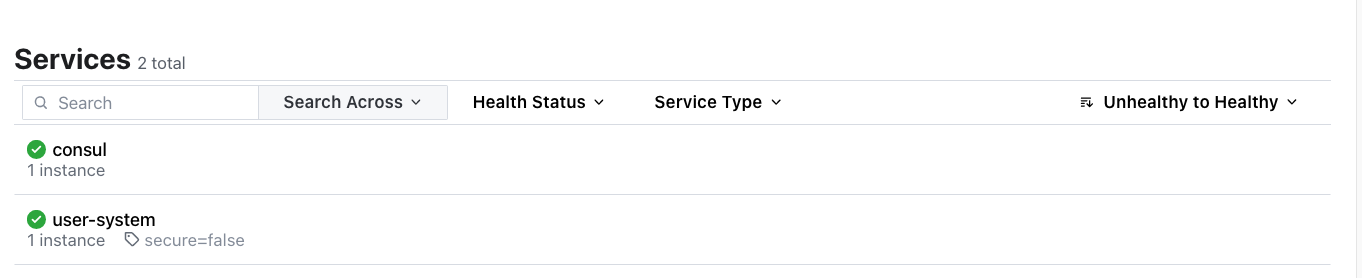 Services 2 total
Search Search Across Health Status Service Type Unhealthy to Healthy
consul
1 instance
user-system
1 instance secure=false